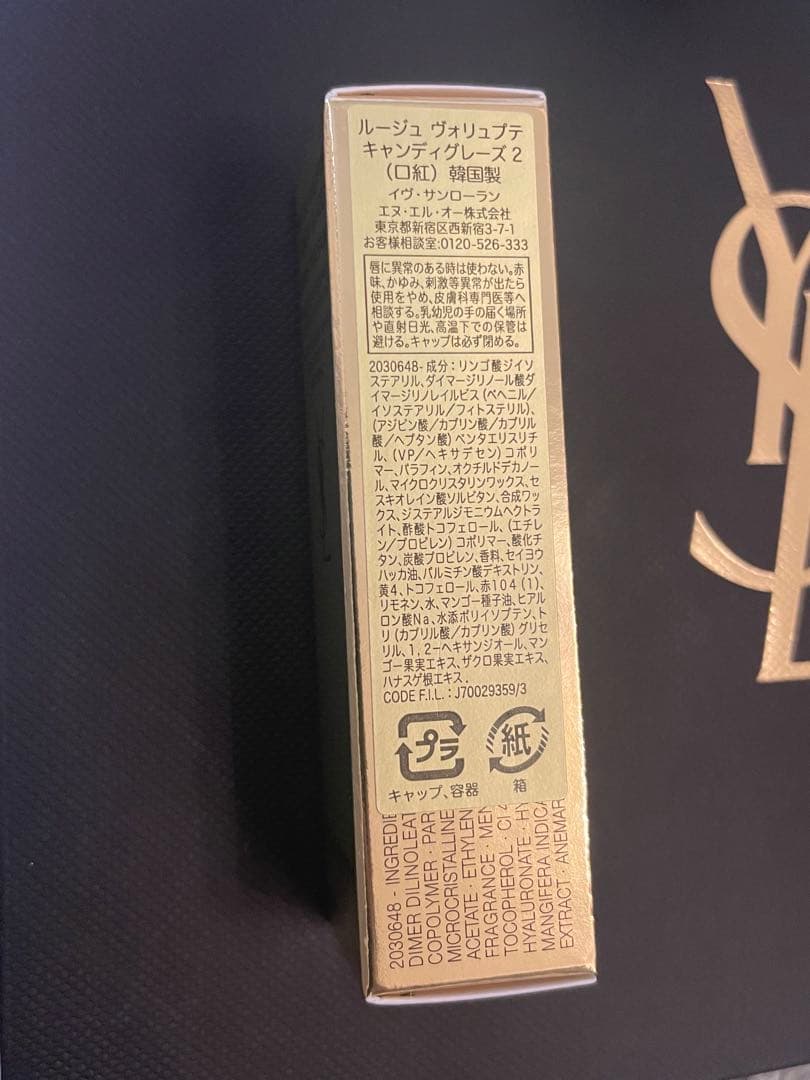 ルージュ ヴォリュプテ
キャンディグレーズ 2
（口紅）韓国製
イヴ・サンローラン
エヌ・エル・オー株式会社
東京都新宿区西新宿3-7-1
お客様相談室:0120-526-333
唇に異常のある時は使わない。赤
味、かゆみ、刺激等異常が出たら
使用をやめ、皮膚科専門医等へ
相談する。乳幼児の手の届く場所
や直射日光、高温下での保管は
避ける。キャップは必ず閉める。
2030648- 成分：リンゴ酸ジイソ
ステアリル、ダイマージリノール酸ダ
イマージリノレイルビス（ベヘニル／
イソステアリル／フィトステリル）、
（アジピン酸／カプリン酸／カプリル
酸／ヘプタン酸）ペンタエリスリチ
ル、（VP／ヘキサデセン）コポリ
マー、パラフィン、オクチルドデカノー
ル、マイクロクリスタリンワックス、セ
スキオレイン酸ソルビタン、合成ワッ
クス、ジステアルジモニウムヘクトラ
イト、酢酸トコフェロール、（エチレ
ン／プロピレン）コポリマー、酸化チ
タン、炭酸プロピレン、香料、セイヨウ
ハッカ油、パルミチン酸デキストリン、
黄4、トコフェロール、赤104（1）、
リモネン、水、マンゴー種子油、ヒアル
ロン酸Na、水添ポリイソブテン、ト
リ（カプリル酸／カプリン酸）グリセ
リル、1，2－ヘキサンジオール、マン
ゴー果実エキス、ザクロ果実エキス、
ハナスゲ根エキス．
CODE F.I.L. : J70029359/3
プラ
紙
キャップ、容器
箱
2030648 - INGREDIE
DIMER DILINOLEAT
COPOLYMER · PAR
MICROCRISTALLINE
ACETATE · ETHYLEN
FRAGRANCE · MEN
TOCOPHEROL · CI 4
HYALURONATE · HY
MANGIFERA INDICA
EXTRACT · ANEMAR
YSL